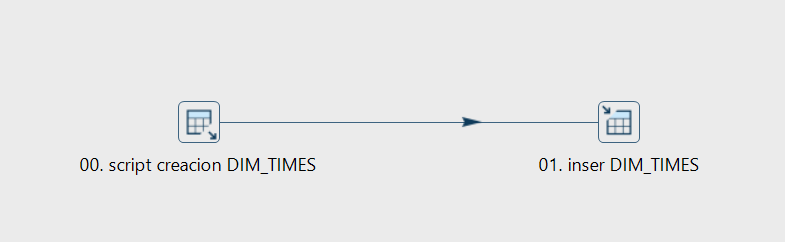 00. script creacion DIM_TIMES
01. inser DIM_TIMES